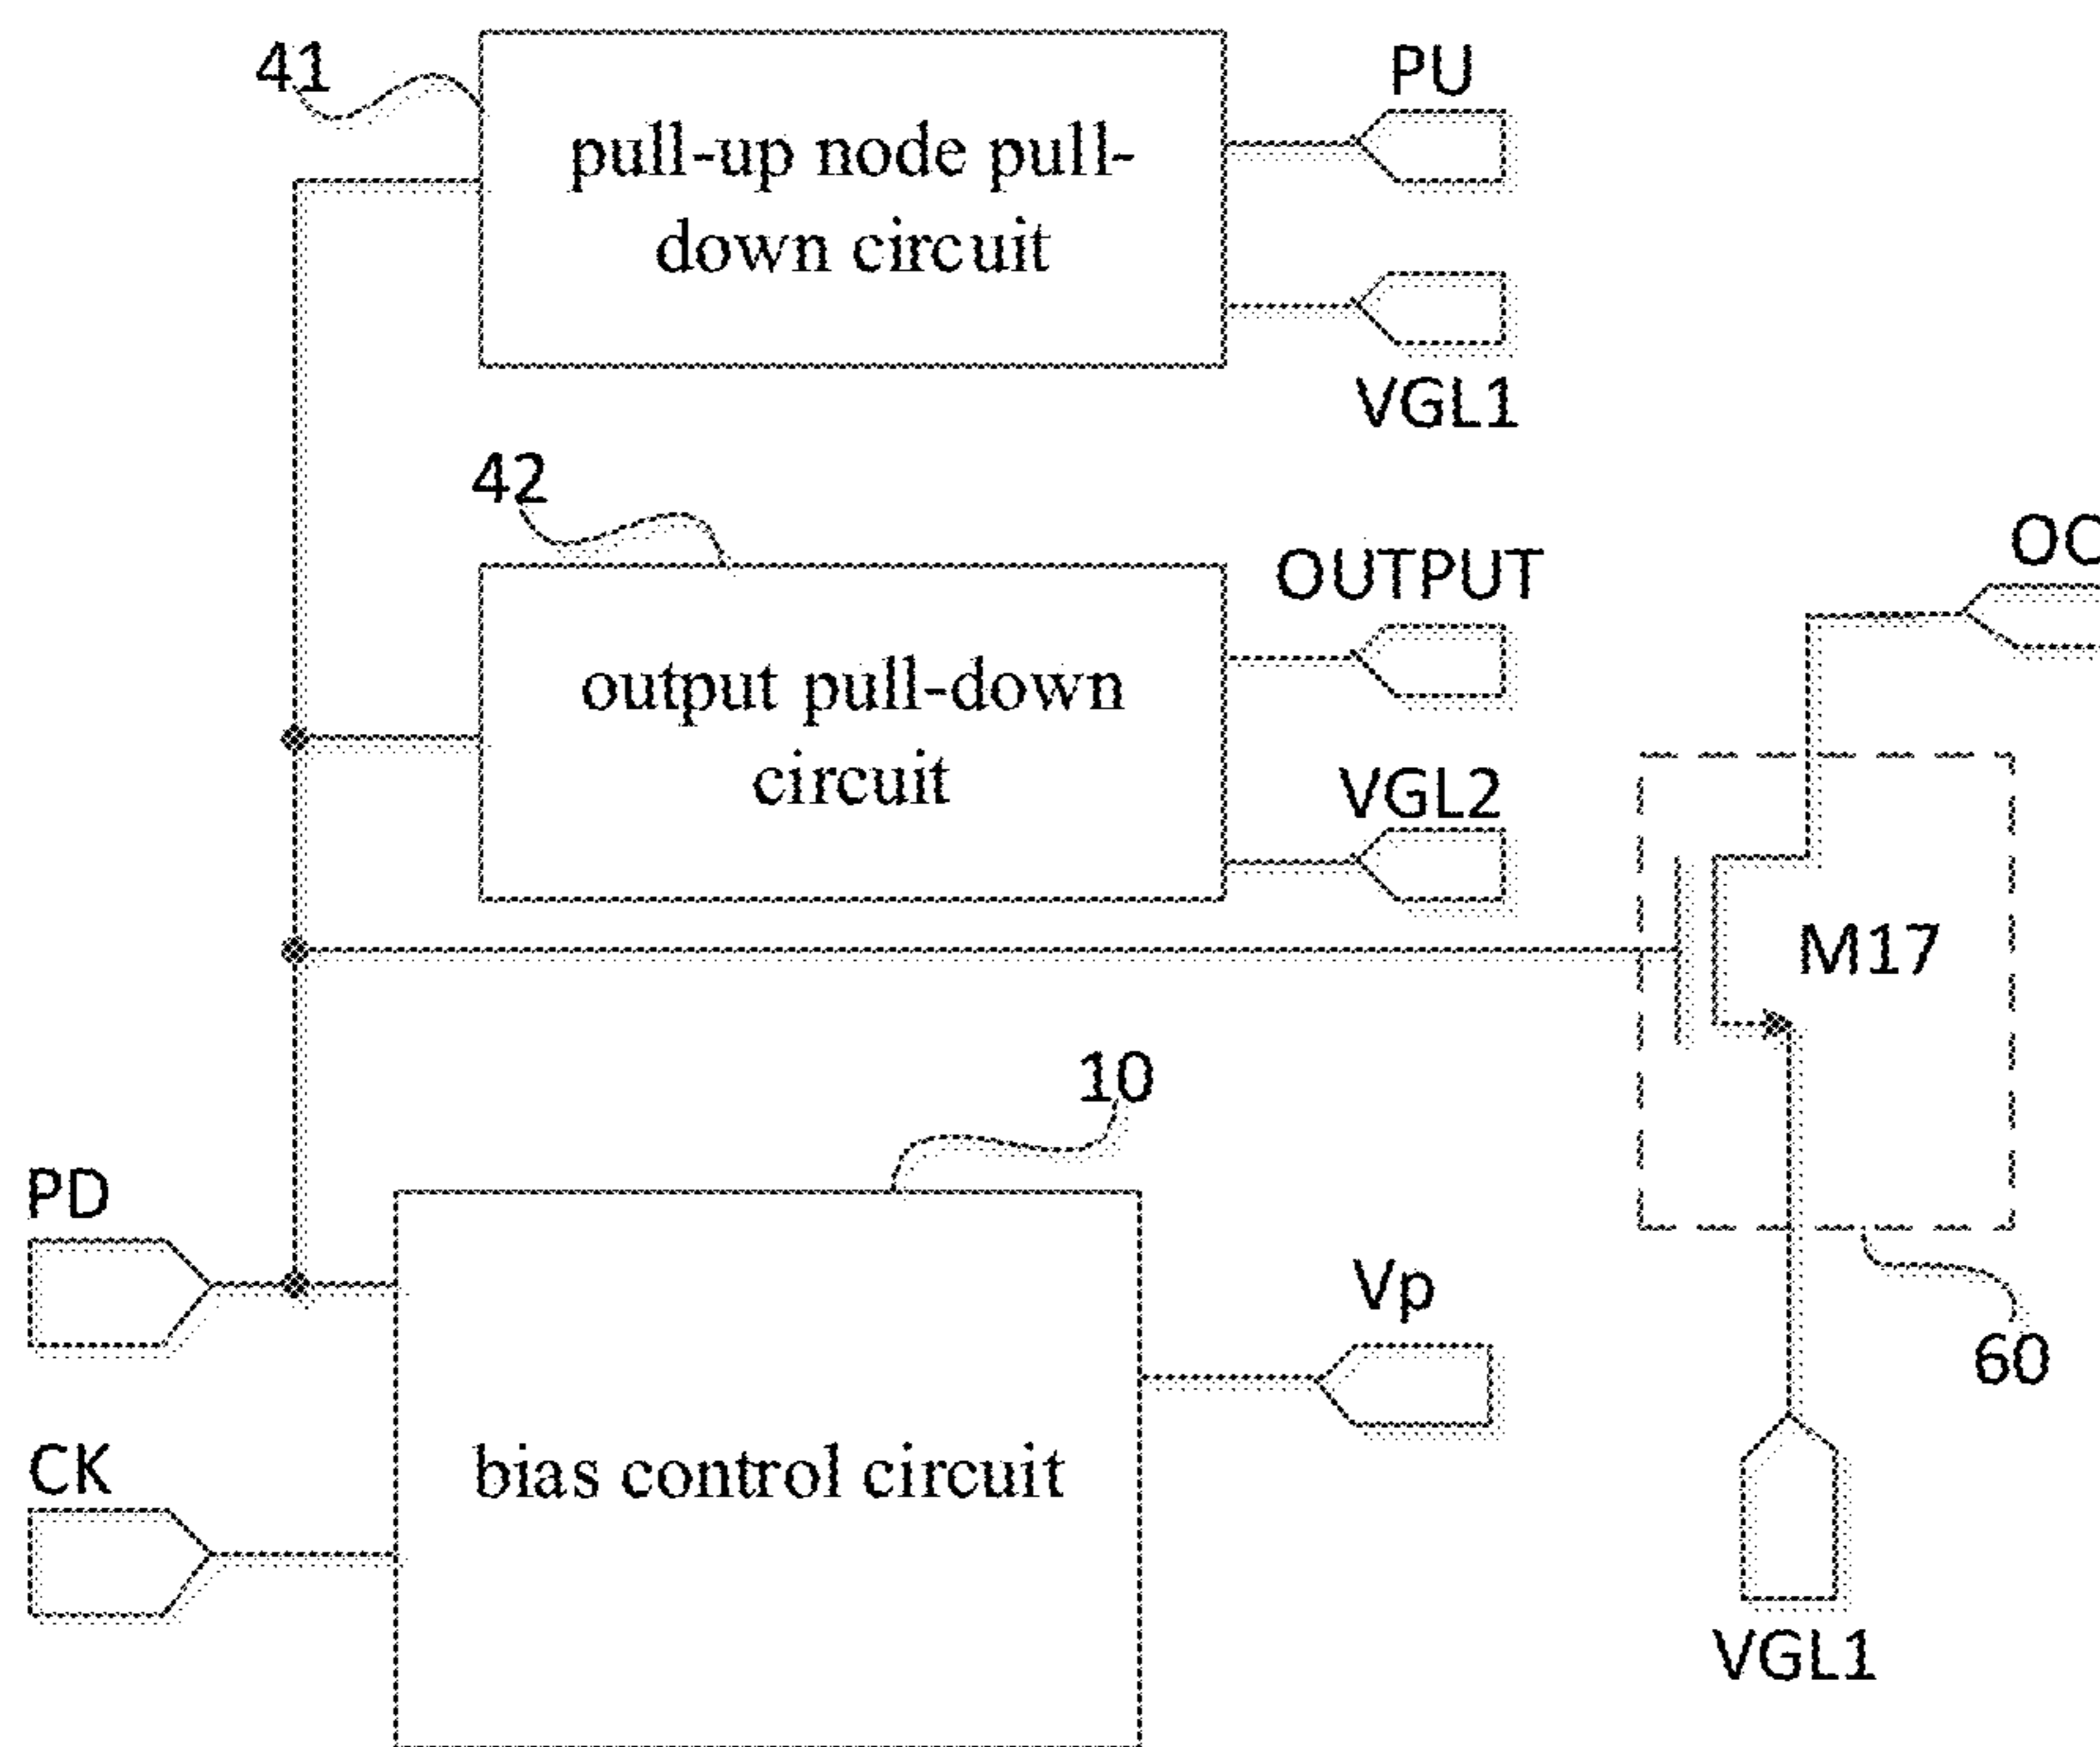 41
PU
pull-up node pull-
down circuit
VGL1
42
OUTPUT
OC
output pull-down
circuit
VGL2
M17
10
PD
Vp
60
CK
bias control circuit
VGL1